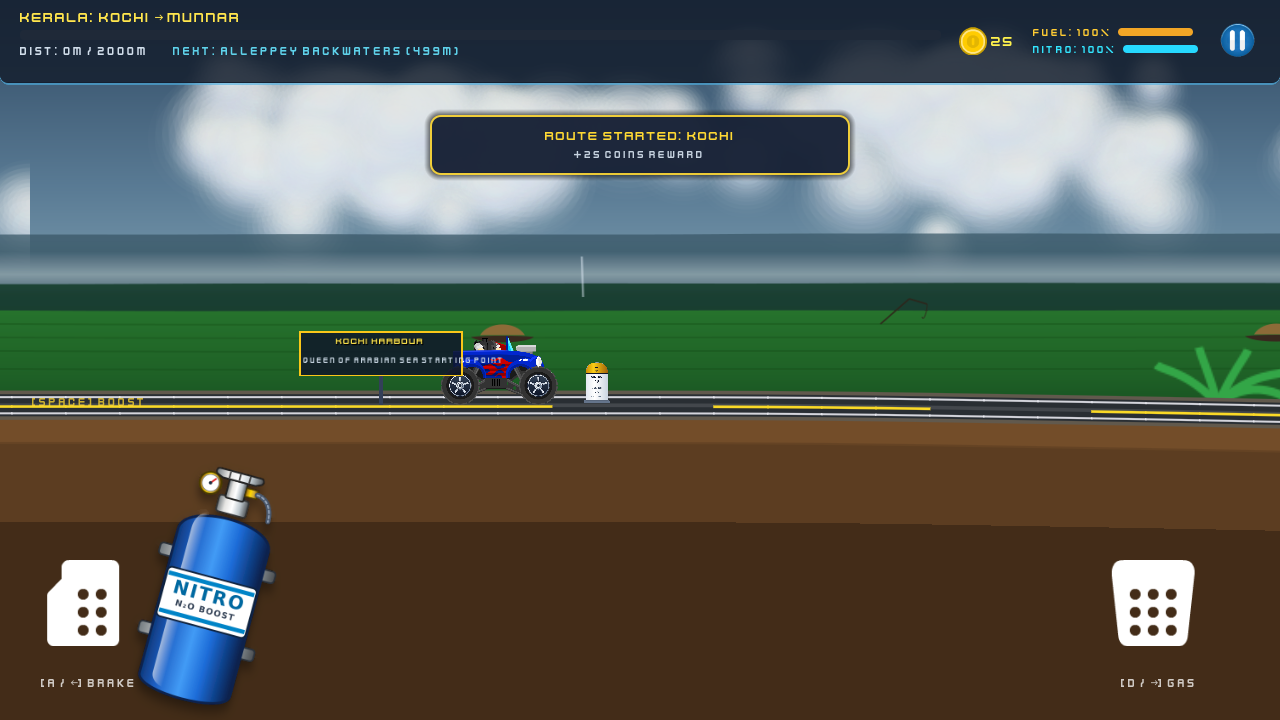 KERALA: KOCHI → MUNNAR
DIST: 0M / 2000M
NEXT: ALLEPPEY BACKWATERS (499M)
25
FUEL: 100%
NITRO: 100%
ROUTE STARTED: KOCHI
+25 COINS REWARD
KOCHI HARBOUR
QUEEN OF ARABIAN SEA STARTING POINT
[SPACE] BOOST
NITRO
N₂O BOOST
[A / ←] BRAKE
[D / →] GAS